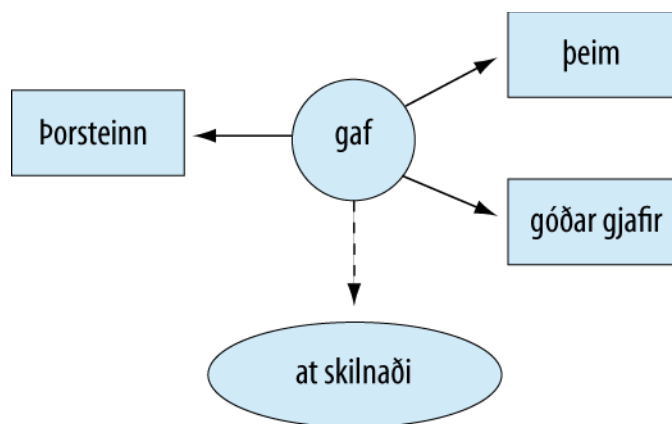 þeim
Þorsteinn
gaf
góðar gjafir
at skilnaði